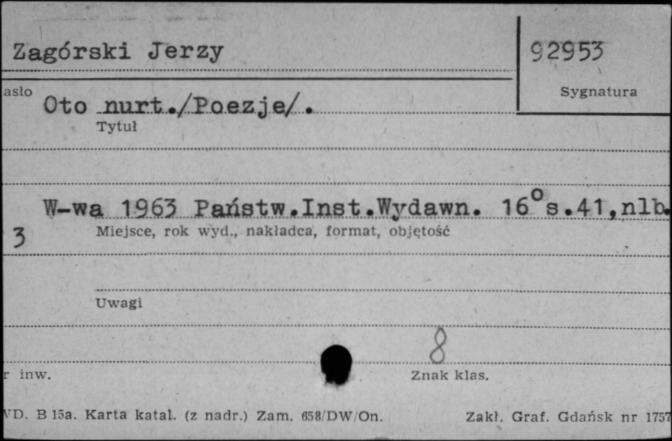 Zagórski Jerzy
92953
asło
Sygnatura
Oto nurt./Poezje/.
Tytuł
W-wa 1963 Państw.Inst.Wydawn. 16° s.41,nlb.
3
Miejsce, rok wyd., nakładca, format, objętość
Uwagi
8
r inw.
Znak klas.
VD. B 15a. Karta katal. (z nadr.) Zam. 658/DW/On.
Zakł. Graf. Gdańsk nr 1757